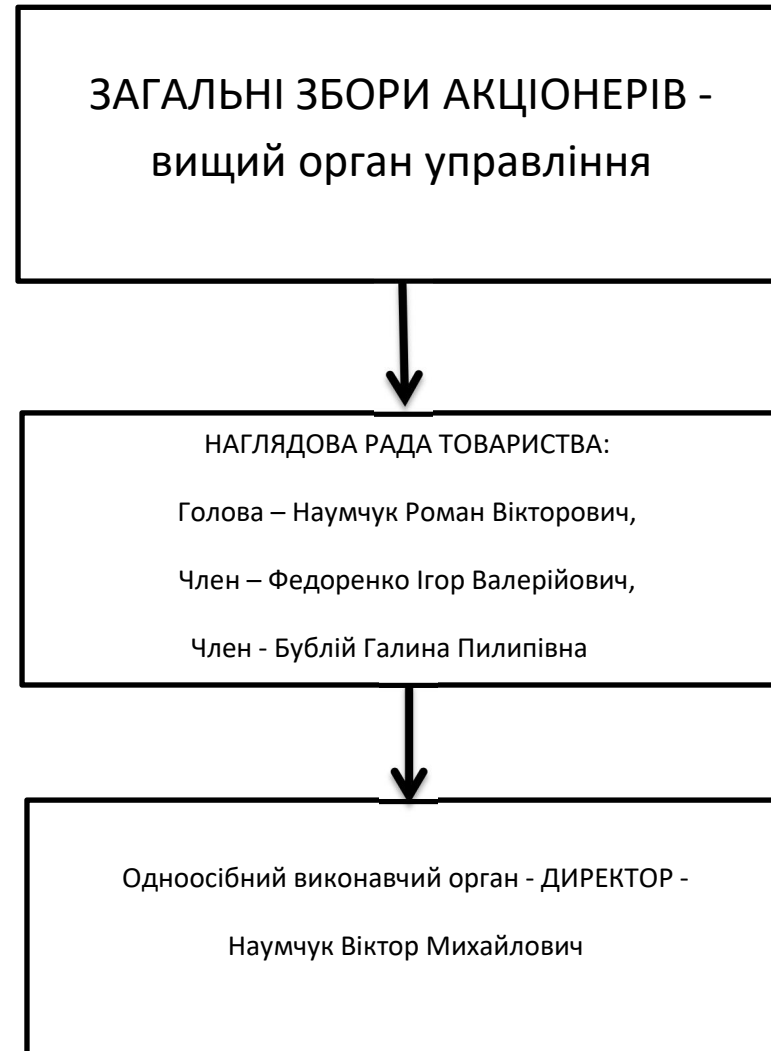 ЗАГАЛЬНІ ЗБОРИ АКЦІОНЕРІВ -
вищий орган управління
НАГЛЯДОВА РАДА ТОВАРИСТВА:
Голова – Наумчук Роман Вікторович,
Член – Федоренко Ігор Валерійович,
Член - Бублій Галина Пилипівна
Одноосібний виконавчий орган - ДИРЕКТОР -
Наумчук Віктор Михайлович